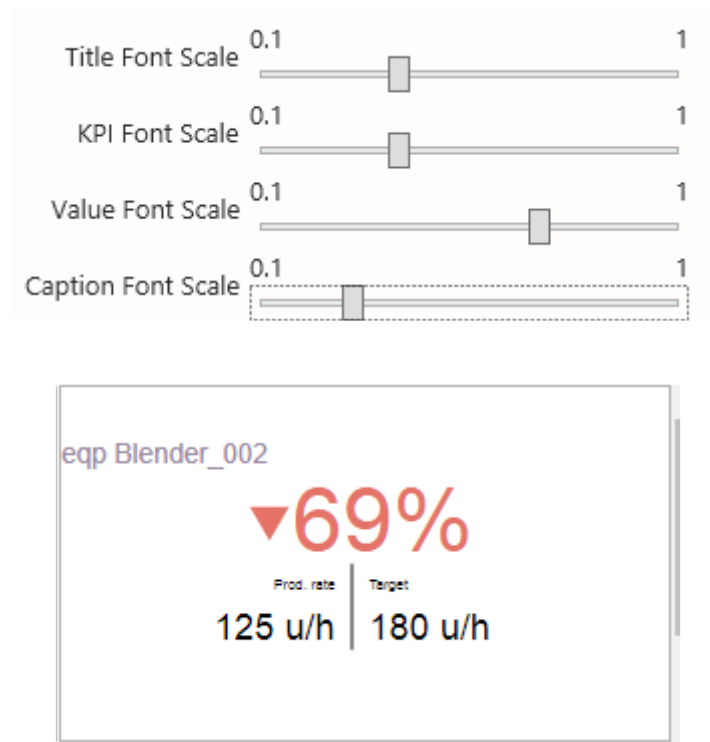 0.1 1
Title Font Scale
0.1 1
KPI Font Scale
0.1 1
Value Font Scale
0.1 1
Caption Font Scale
eqp Blender_002
▼69%
Prod. rate Target
125 u/h 180 u/h